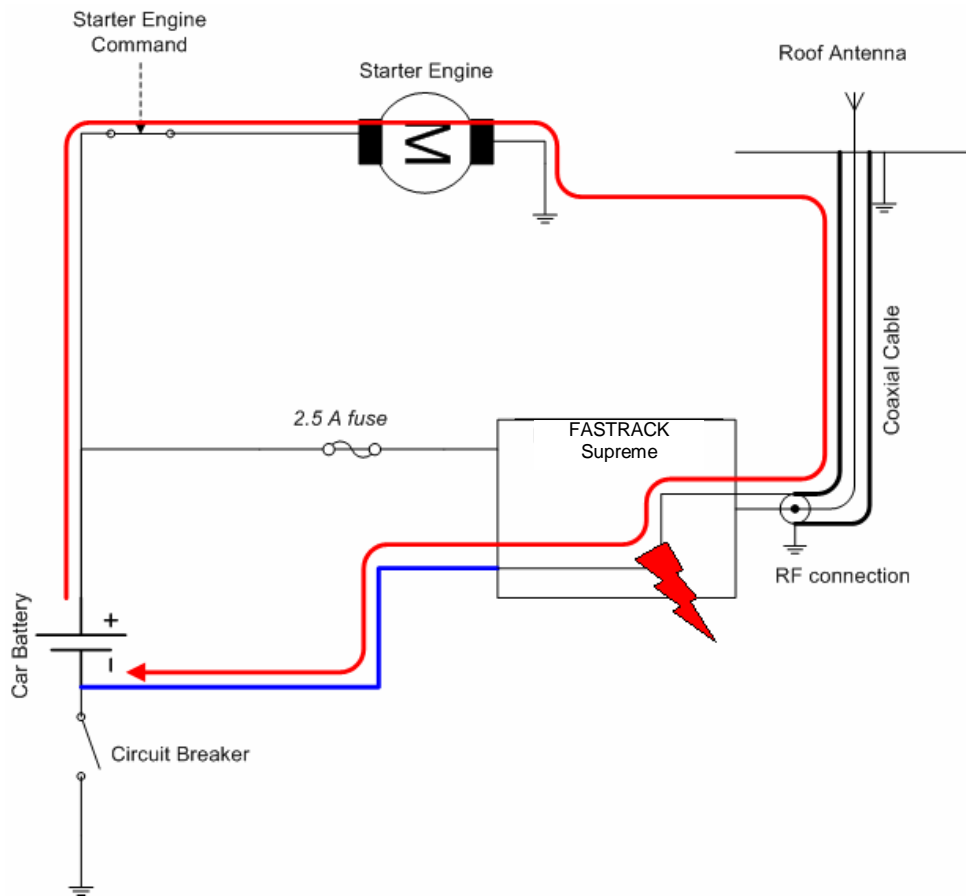 Starter Engine
Command
Starter Engine
Roof Antenna
M
2.5 A fuse
FASTRACK
Supreme
Coaxial Cable
RF connection
Car Battery
+
–
Circuit Breaker